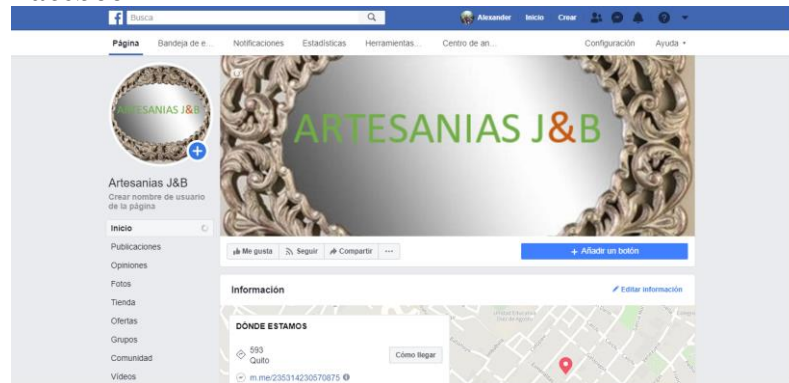 Busca
Alexander Inicio Crear
Página Bandeja de e... Notificaciones Estadísticas Herramientas... Centro de an... Configuración Ayuda
ARTESANIAS J&B
ARTESANIAS J&B
Artesanias J&B
Crear nombre de usuario
de la página
Inicio
Publicaciones
Opiniones
Fotos
Tienda
Ofertas
Grupos
Comunidad
Vídeos
Me gusta Seguir Compartir ...
+ Añadir un botón
Información
Editar información
DÓNDE ESTAMOS
593
Quito
Cómo llegar
m.me/235314230570875